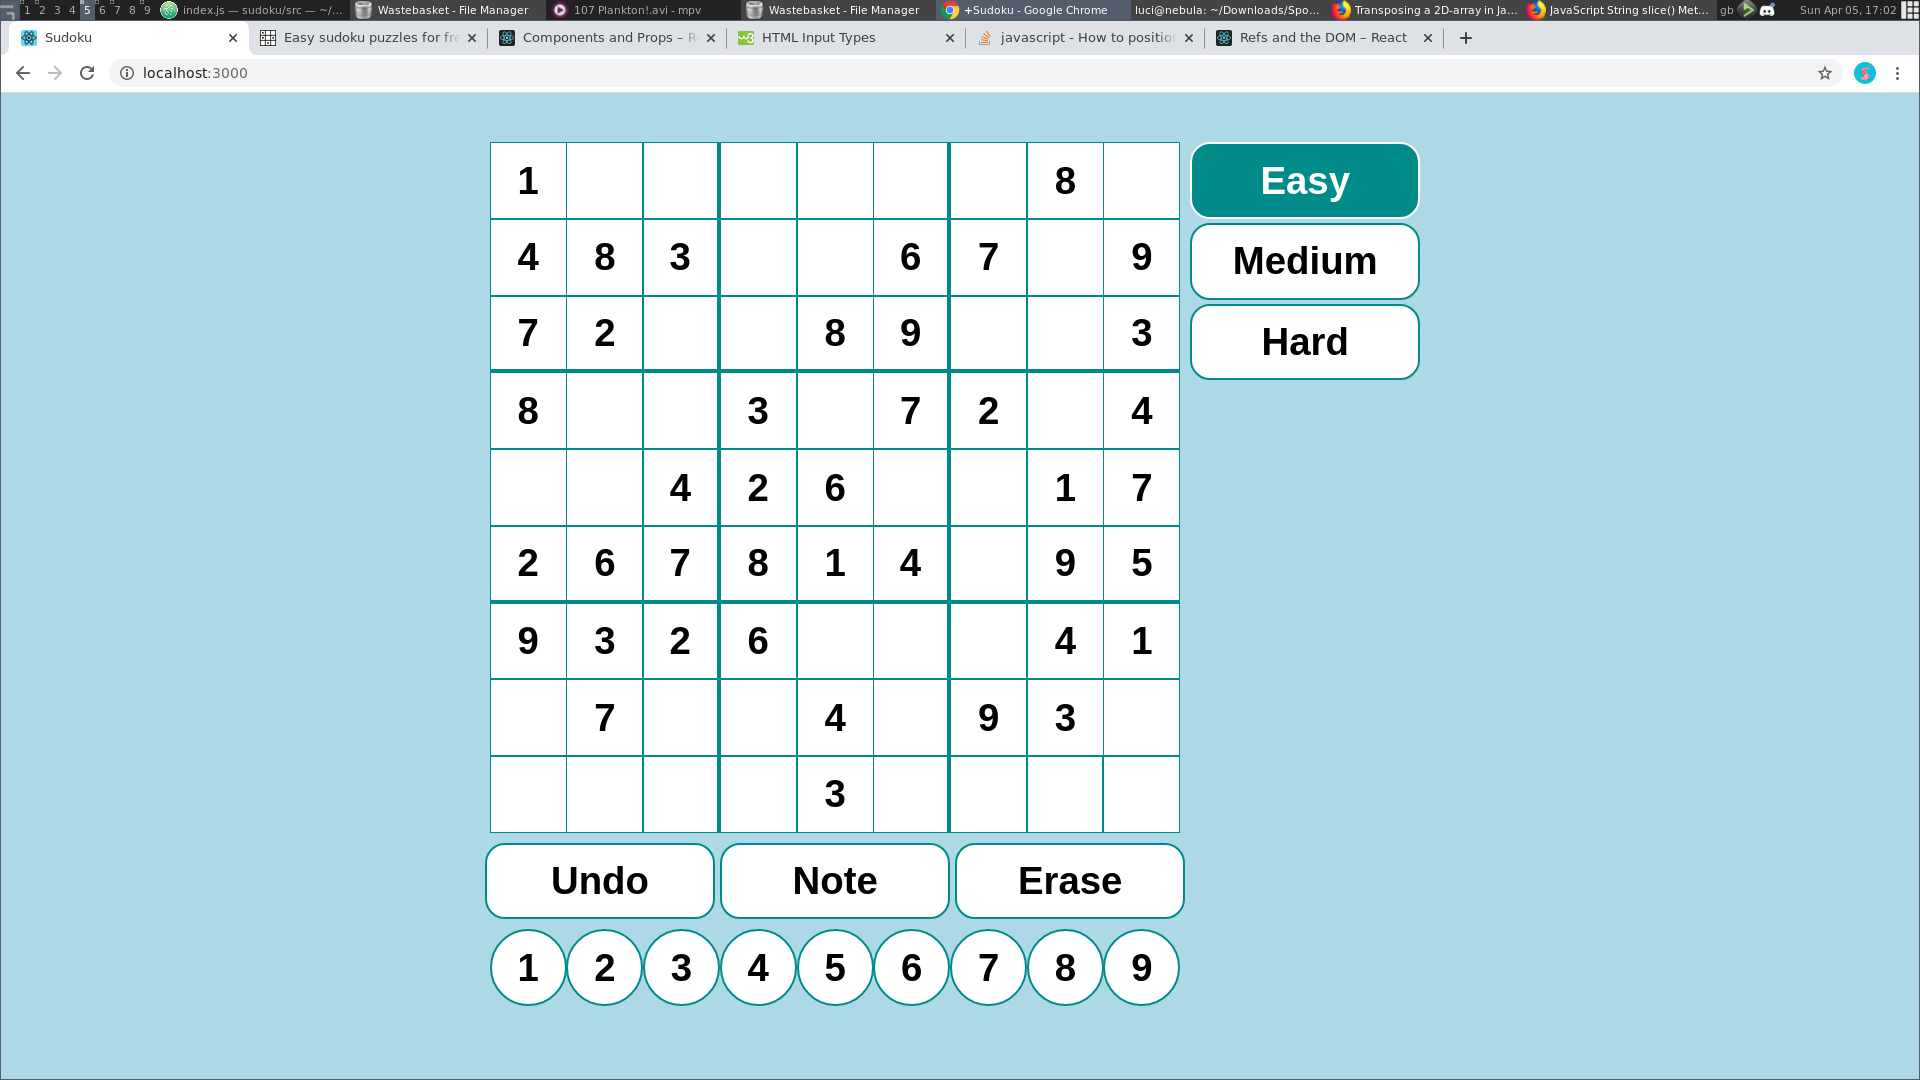 1 2 3 4 5 6 7 8 9 index.js — sudoku/src — ~/... Wastebasket - File Manager 107 Plankton!.avi - mpv Wastebasket - File Manager +Sudoku - Google Chrome luci@nebula: ~/Downloads/Spo... Transposing a 2D-array in Ja... JavaScript String slice() Met... gb Sun Apr 05, 17:02
Sudoku Easy sudoku puzzles for fre Components and Props – R HTML Input Types javascript - How to position Refs and the DOM – React
localhost:3000
1 8
4 8 3 6 7 9
7 2 8 9 3
8 3 7 2 4
4 2 6 1 7
2 6 7 8 1 4 9 5
9 3 2 6 4 1
7 4 9 3
3
Easy
Medium
Hard
Undo Note Erase
1 2 3 4 5 6 7 8 9